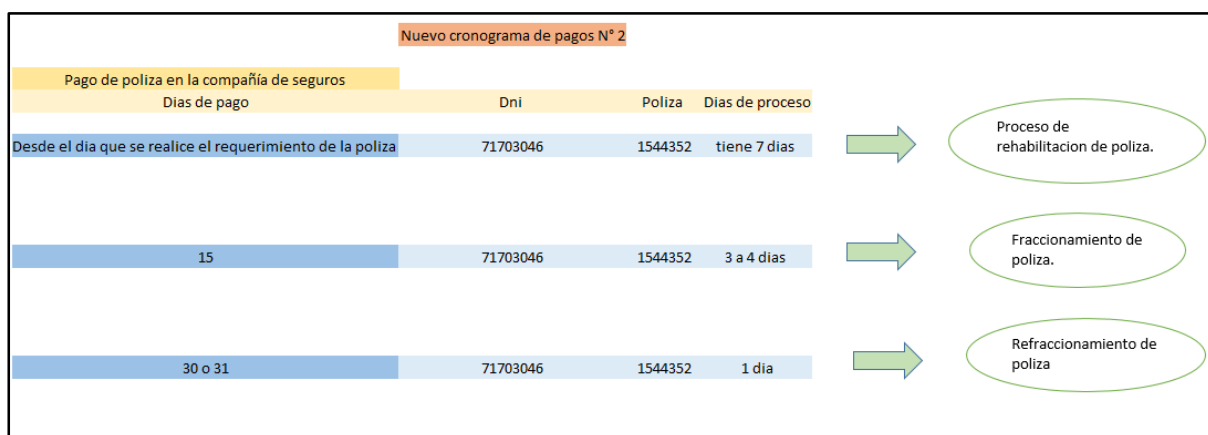 Nuevo cronograma de pagos N° 2
Pago de poliza en la compañía de seguros
Dias de pago Dni Poliza Dias de proceso
Desde el dia que se realice el requerimiento de la poliza 71703046 1544352 tiene 7 dias
Proceso de
rehabilitacion de poliza.
15 71703046 1544352 3 a 4 dias
Fraccionamiento de
poliza.
30 o 31 71703046 1544352 1 dia
Refraccionamiento de
poliza